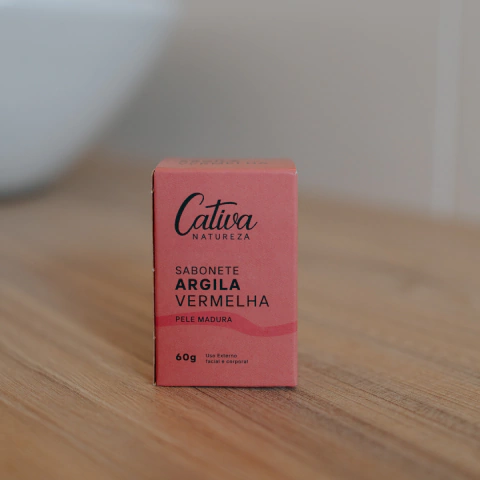 Cativa
NATUREZA
SABONETE
ARGILA
VERMELHA
PELE MADURA
60g
Uso Externo
facial e corporal